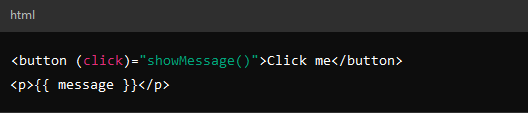 html
<button (click)="showMessage()">Click me</button>
<p>{{ message }}</p>